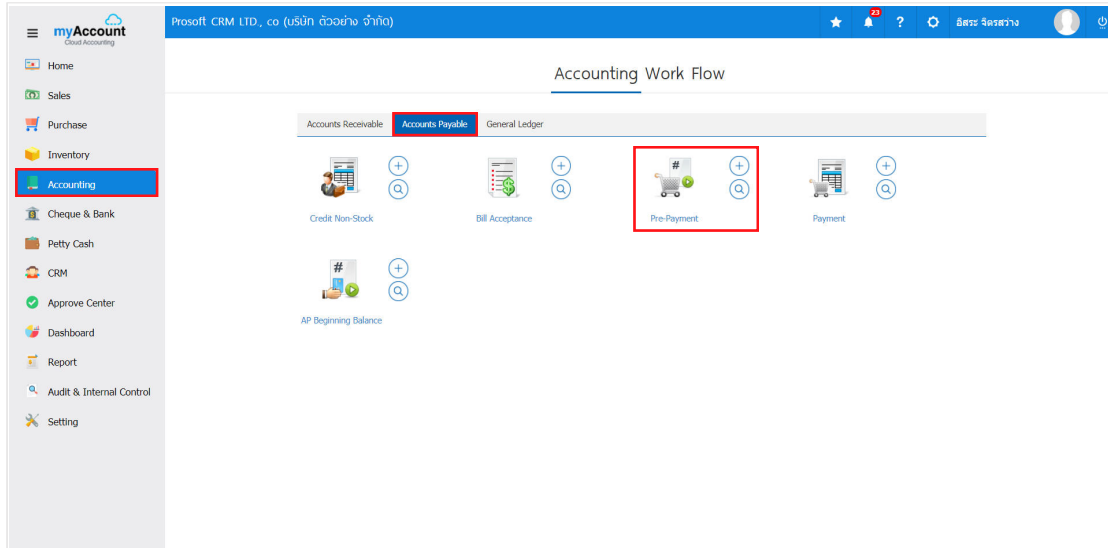 myAccount
Cloud Accounting
Prosoft CRM LTD., co (บริษัท ตัวอย่าง จำกัด)
23
?
อิสระ จิตรสว่าง
Home
Sales
Purchase
Inventory
Accounting
Cheque & Bank
Petty Cash
CRM
Approve Center
Dashboard
Report
Audit & Internal Control
Setting
Accounting Work Flow
Accounts Receivable
Accounts Payable
General Ledger
Credit Non-Stock
Bill Acceptance
#
Pre-Payment
Payment
#
AP Beginning Balance